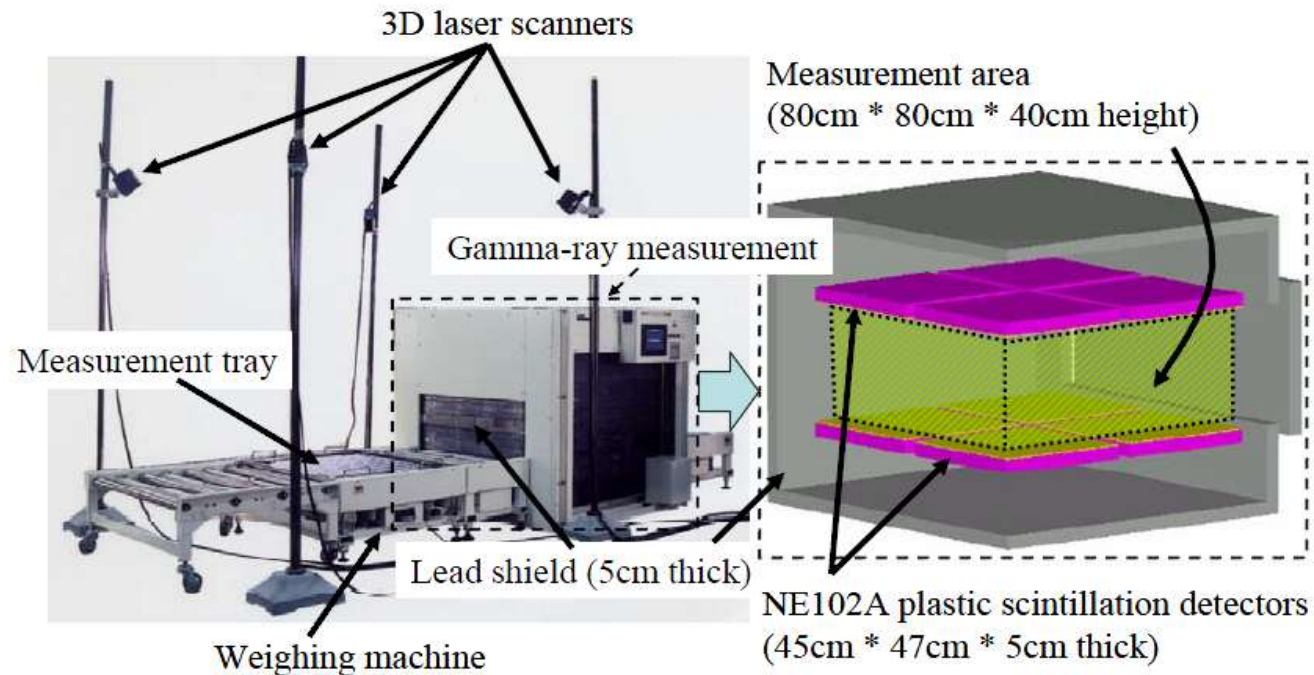 3D laser scanners
Measurement area
(80cm * 80cm * 40cm height)
Gamma-ray measurement
Measurement tray
Lead shield (5cm thick)
NE102A plastic scintillation detectors
(45cm * 47cm * 5cm thick)
Weighing machine